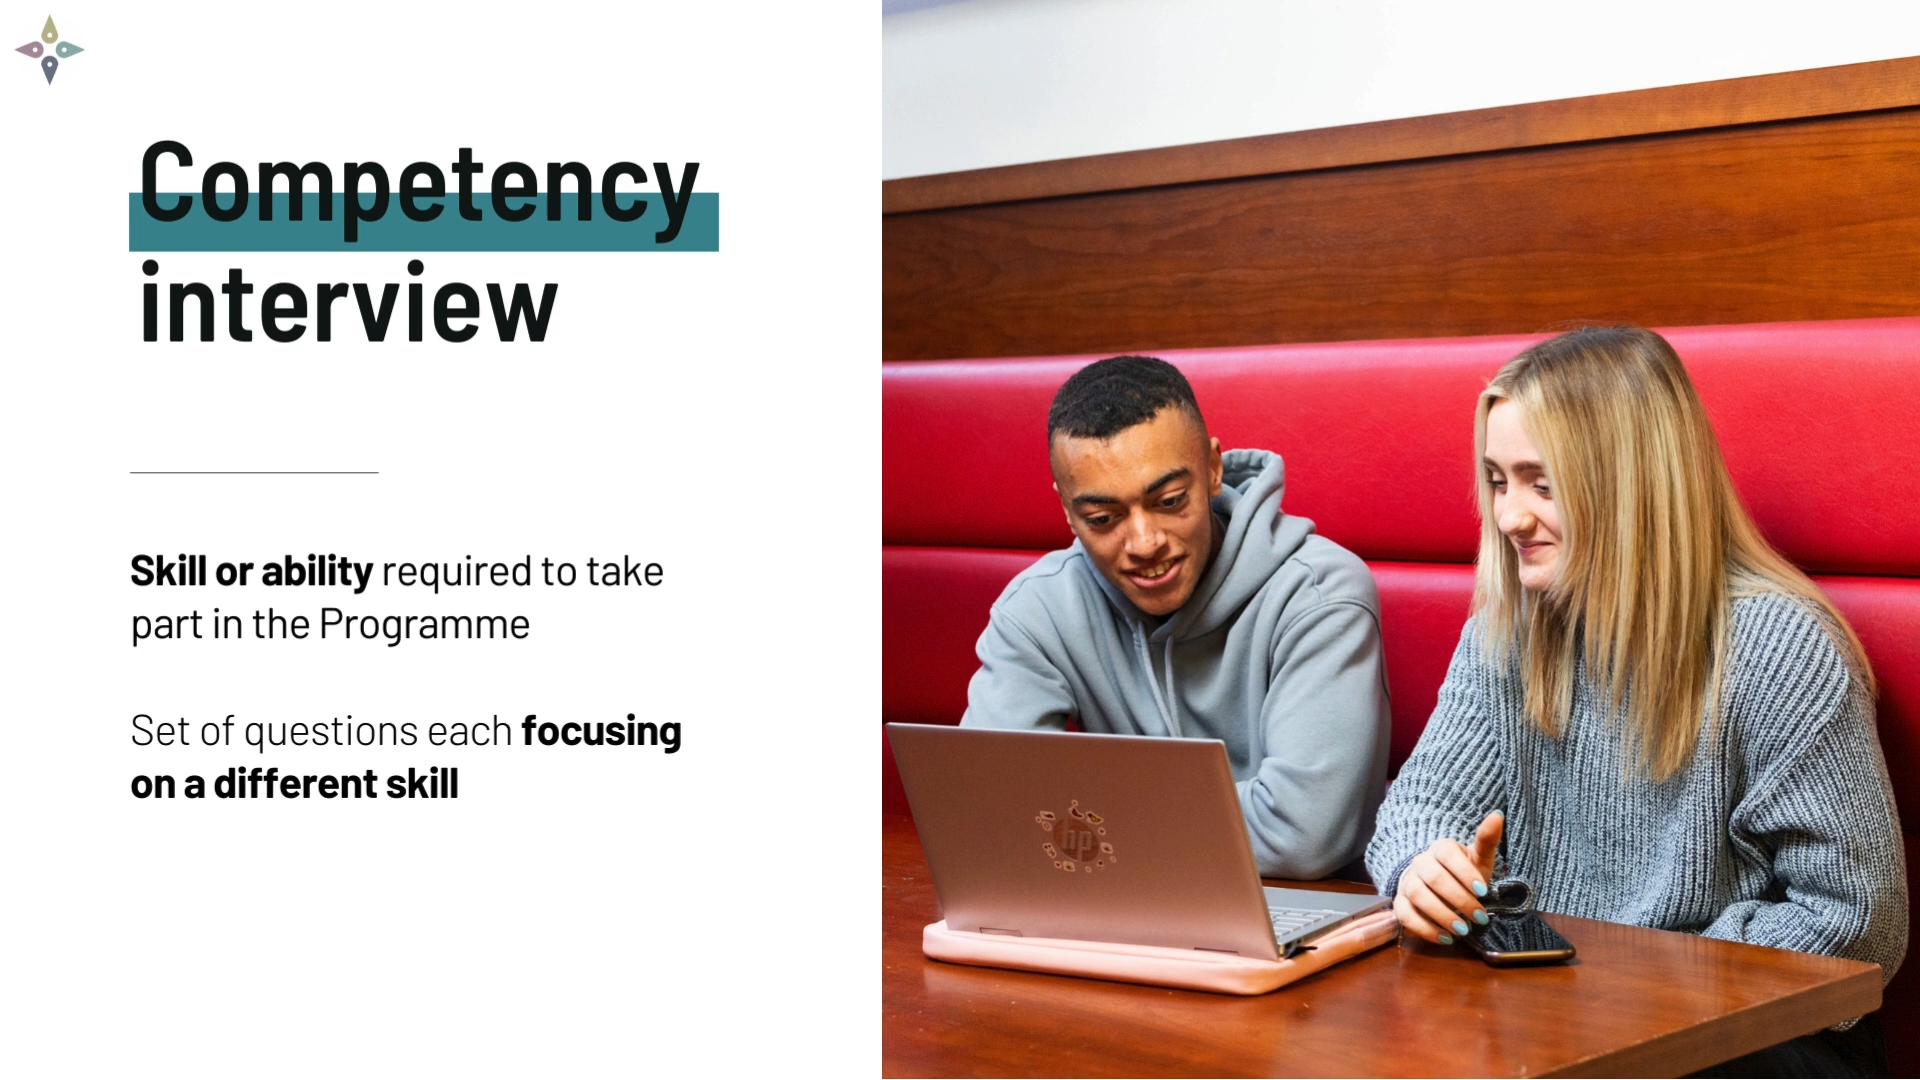 Competency
interview
Skill or ability required to take
part in the Programme
Set of questions each focusing
on a different skill
hp